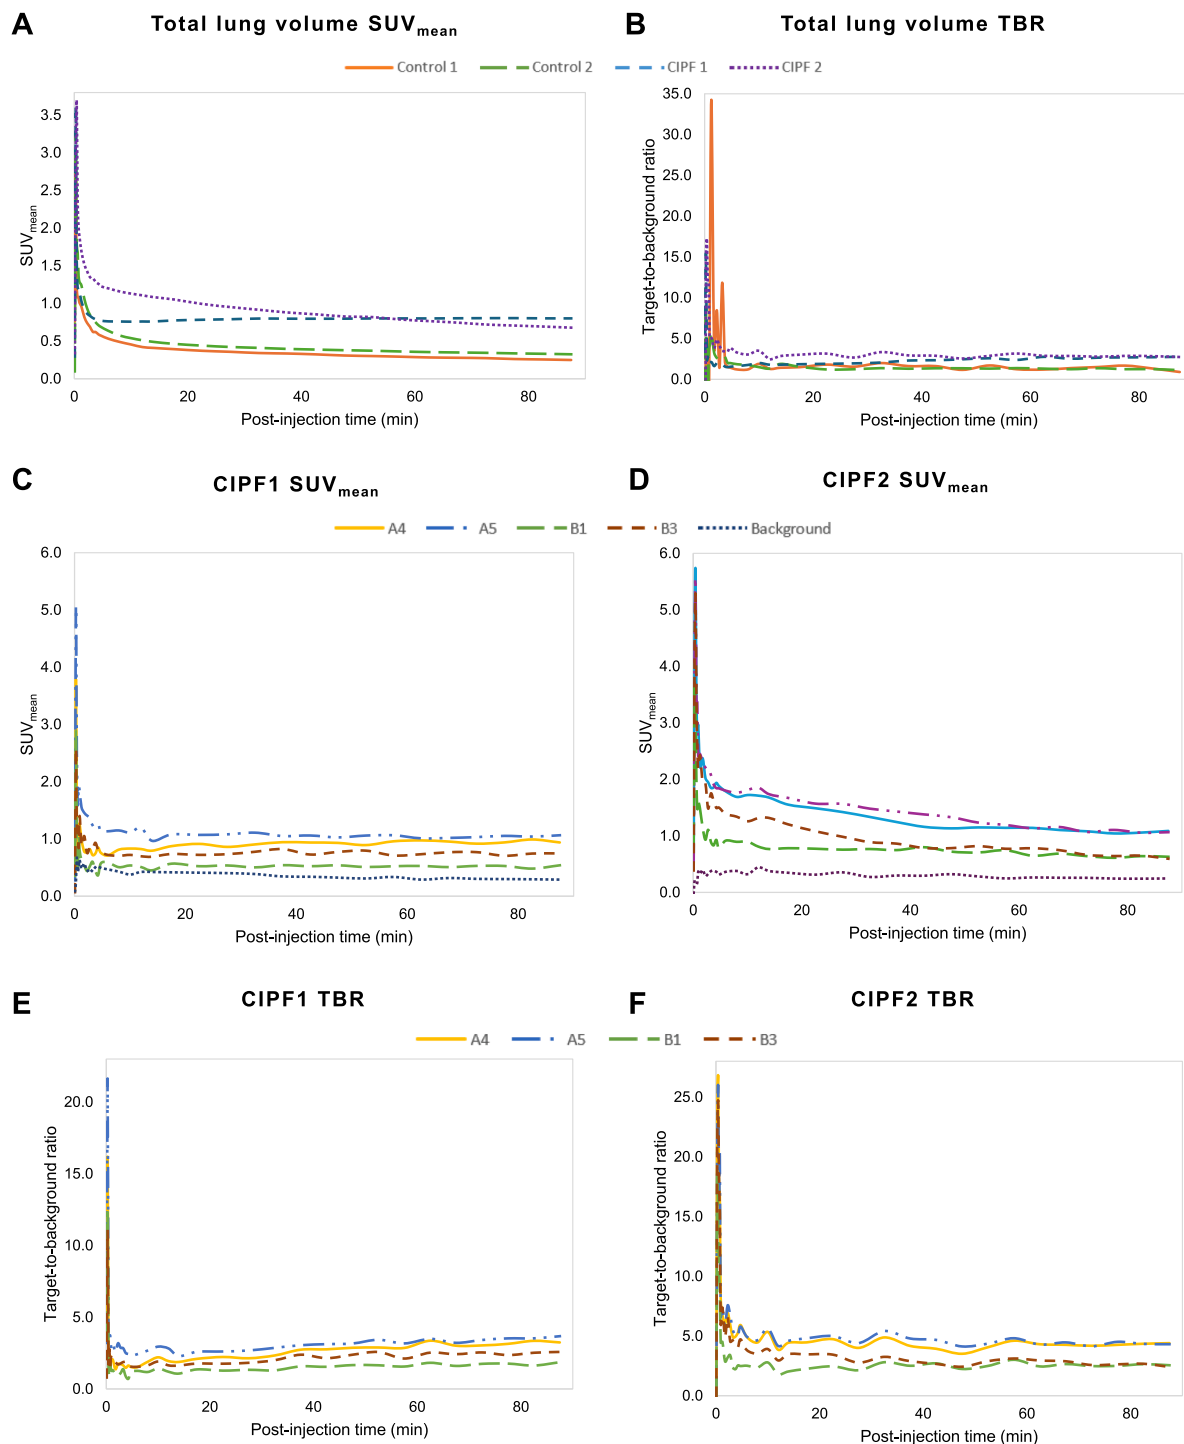 A Total lung volume SUVmean
B Total lung volume TBR
Control 1 Control 2 CIPF 1 CIPF 2
3.5
3.0
2.5
2.0
1.5
1.0
0.5
0.0
SUVmean
0 20 40 60 80
Post-injection time (min)
35.0
30.0
25.0
20.0
15.0
10.0
5.0
0.0
Target-to-background ratio
0 20 40 60 80
Post-injection time (min)
C CIPF1 SUVmean
D CIPF2 SUVmean
A4 A5 B1 B3 Background
6.0
5.0
4.0
3.0
2.0
1.0
0.0
SUVmean
0 20 40 60 80
Post-injection time (min)
6.0
5.0
4.0
3.0
2.0
1.0
0.0
SUVmean
0 20 40 60 80
Post-injection time (min)
E CIPF1 TBR
F CIPF2 TBR
A4 A5 B1 B3
20.0
15.0
10.0
5.0
0.0
Target-to-background ratio
0 20 40 60 80
Post-injection time (min)
25.0
20.0
15.0
10.0
5.0
0.0
Target-to-background ratio
0 20 40 60 80
Post-injection time (min)